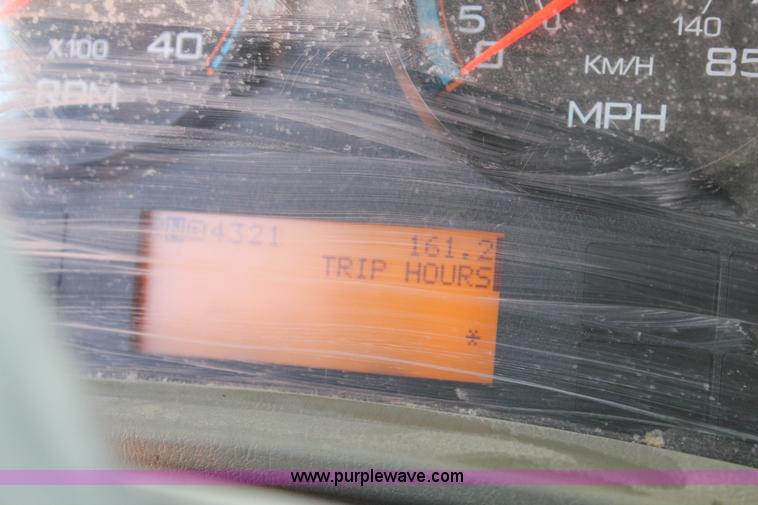 5
0
140
X100 40
KM/H 85
RPM
MPH
4321 161.2
TRIP HOURS
*
www.purplewave.com